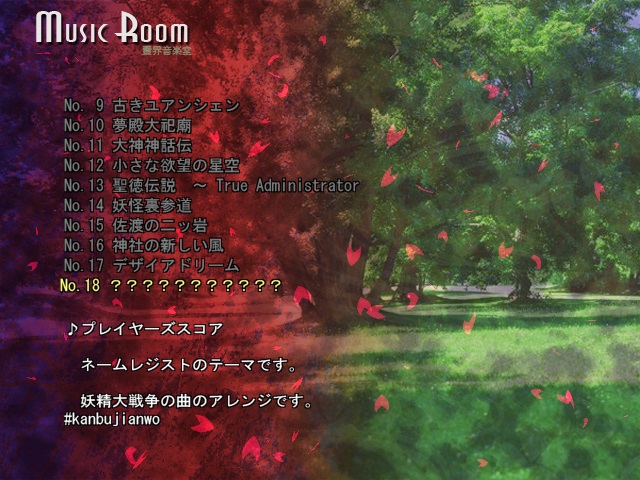 Music Room
霊界音楽堂
No. 9 古きユアンシェン
No.10 夢殿大祀廟
No.11 大神神話伝
No.12 小さな欲望の星空
No.13 聖徳伝説　～ True Administrator
No.14 妖怪裏参道
No.15 佐渡の二ッ岩
No.16 神社の新しい風
No.17 デザイアドリーム
No.18 ？？？？？？？？？？？
♪プレイヤーズスコア
ネームレジストのテーマです。
妖精大戦争の曲のアレンジです。
#kanbujianwo